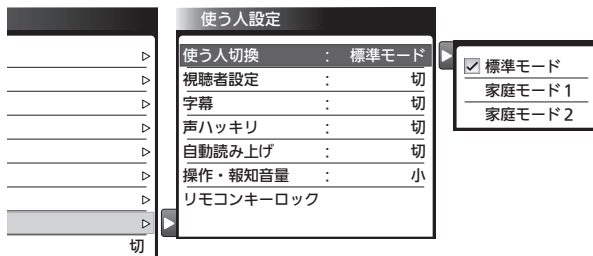 使う人設定
使う人切換 : 標準モード
視聴者設定 : 切
字幕 : 切
声ハッキリ : 切
自動読み上げ : 切
操作・報知音量 : 小
リモコンキーロック
標準モード
家庭モード1
家庭モード2
切